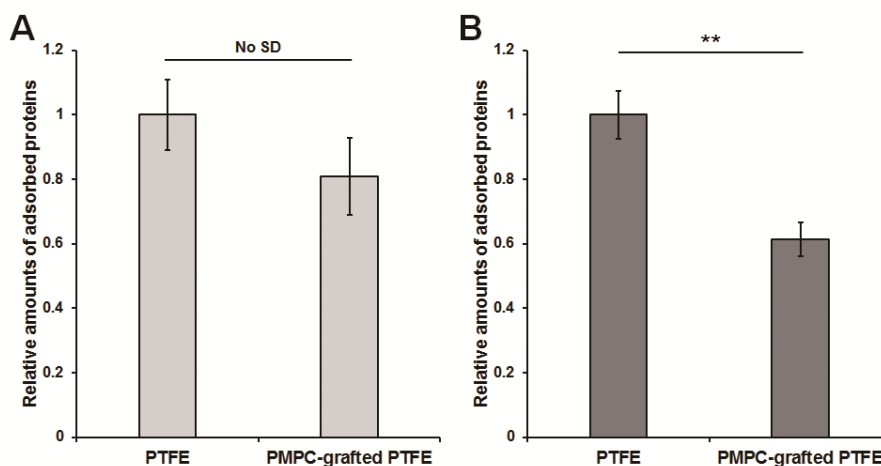 A
No SD
Relative amounts of adsorbed proteins
1.2
1
0.8
0.6
0.4
0.2
0
PTFE
PMPC-grafted PTFE
B
**
Relative amounts of adsorbed proteins
1.2
1
0.8
0.6
0.4
0.2
0
PTFE
PMPC-grafted PTFE